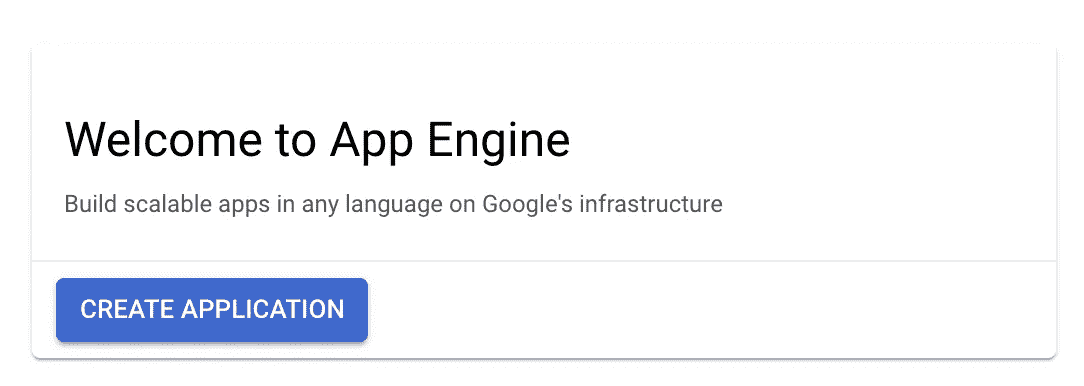 Welcome to App Engine
Build scalable apps in any language on Google's infrastructure
CREATE APPLICATION